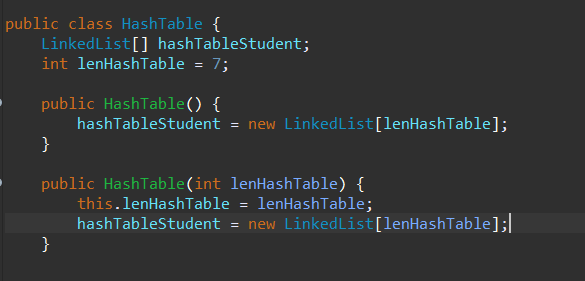 public class HashTable {
    LinkedList[] hashTableStudent;
    int lenHashTable = 7;
    public HashTable() {
        hashTableStudent = new LinkedList[lenHashTable];
    }
    public HashTable(int lenHashTable) {
        this.lenHashTable = lenHashTable;
        hashTableStudent = new LinkedList[lenHashTable];
    }